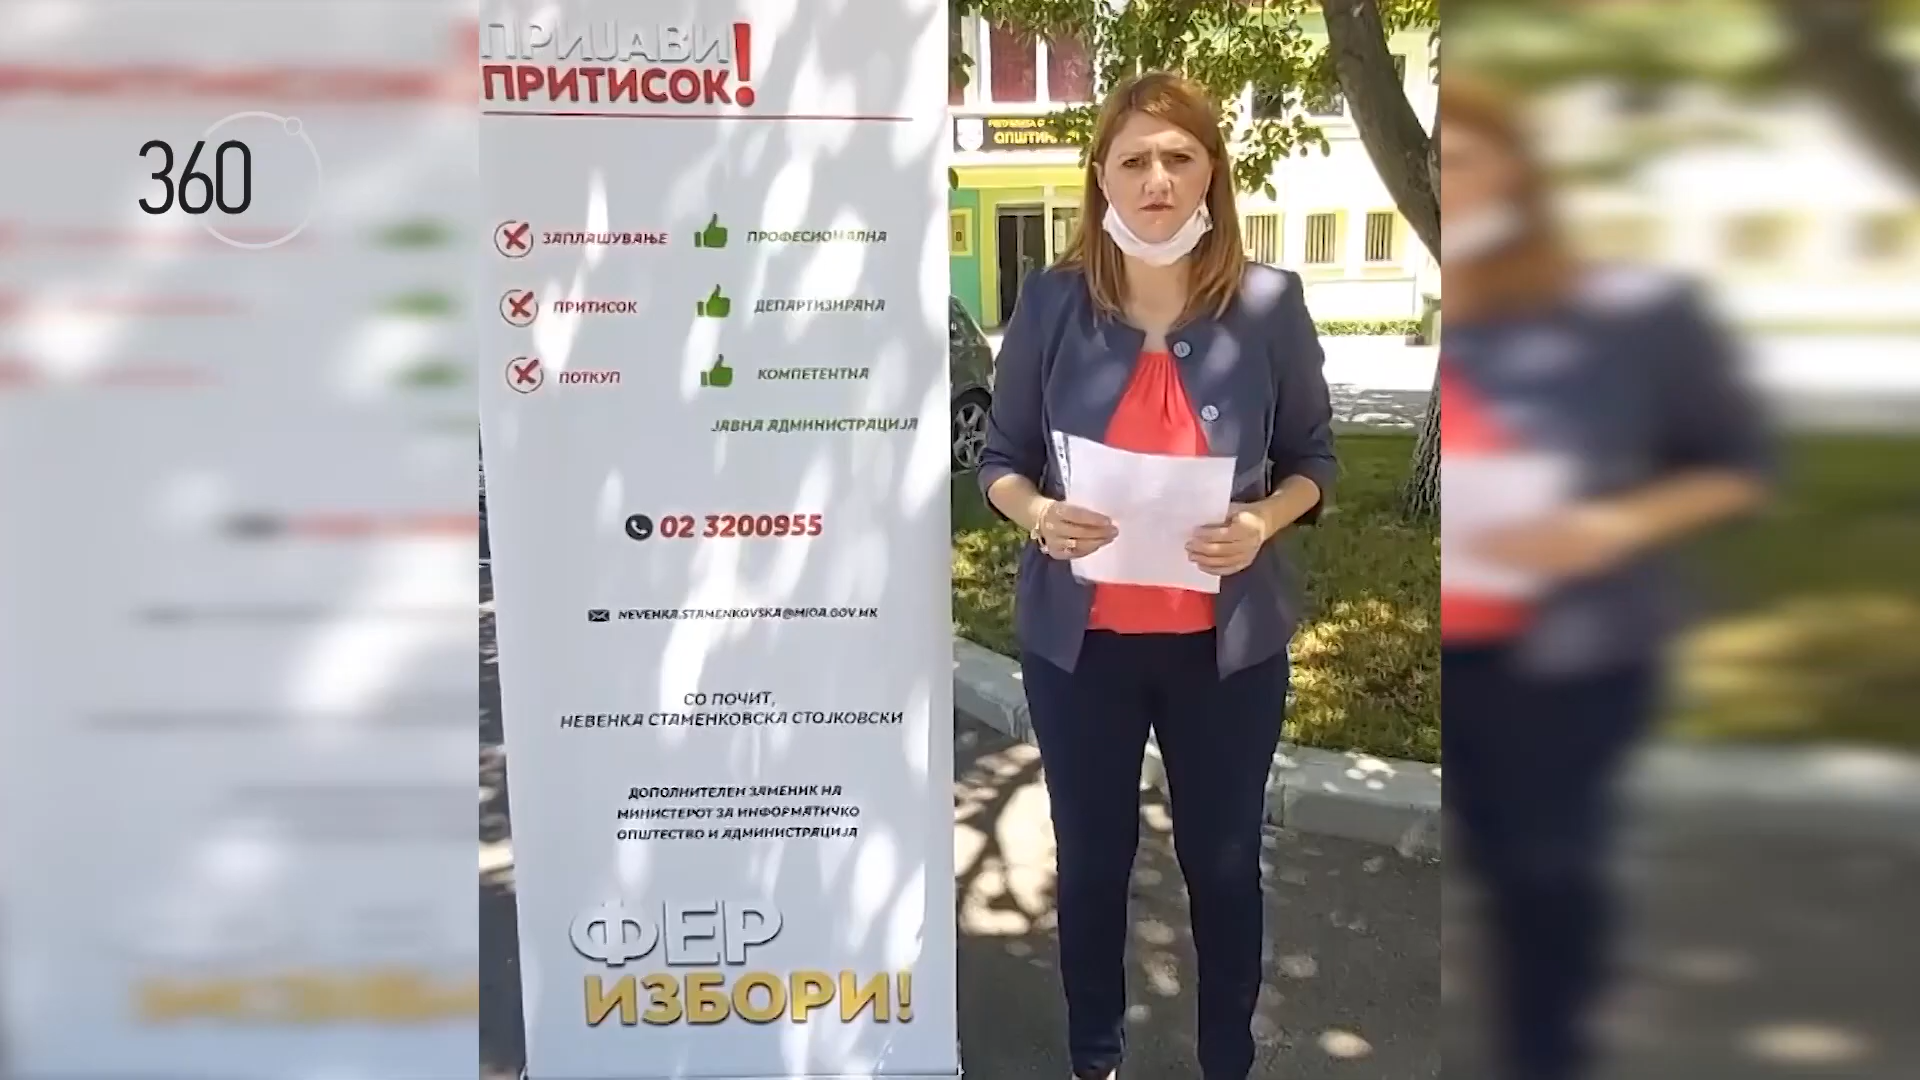 360
ПРИЈАВИ
ПРИТИСОК!
ЗАПЛАШУВАЊЕ
ПРОФЕСИОНАЛНА
ПРИТИСОК
ДЕПАРТИЗИРАНА
ПОТКУП
КОМПЕТЕНТНА
ЈАВНА АДМИНИСТРАЦИЈА
02 3200955
NEVENKA.STAMENKOVSKA@MIOA.GOV.MK
СО ПОЧИТ,
НЕВЕНКА СТАМЕНКОВСКА СТОЈКОВСКИ
ДОПОЛНИТЕЛЕН ЗАМЕНИК НА
МИНИСТЕРОТ ЗА ИНФОРМАТИЧКО
ОПШТЕСТВО И АДМИНИСТРАЦИЈА
ФЕР
ИЗБОРИ!